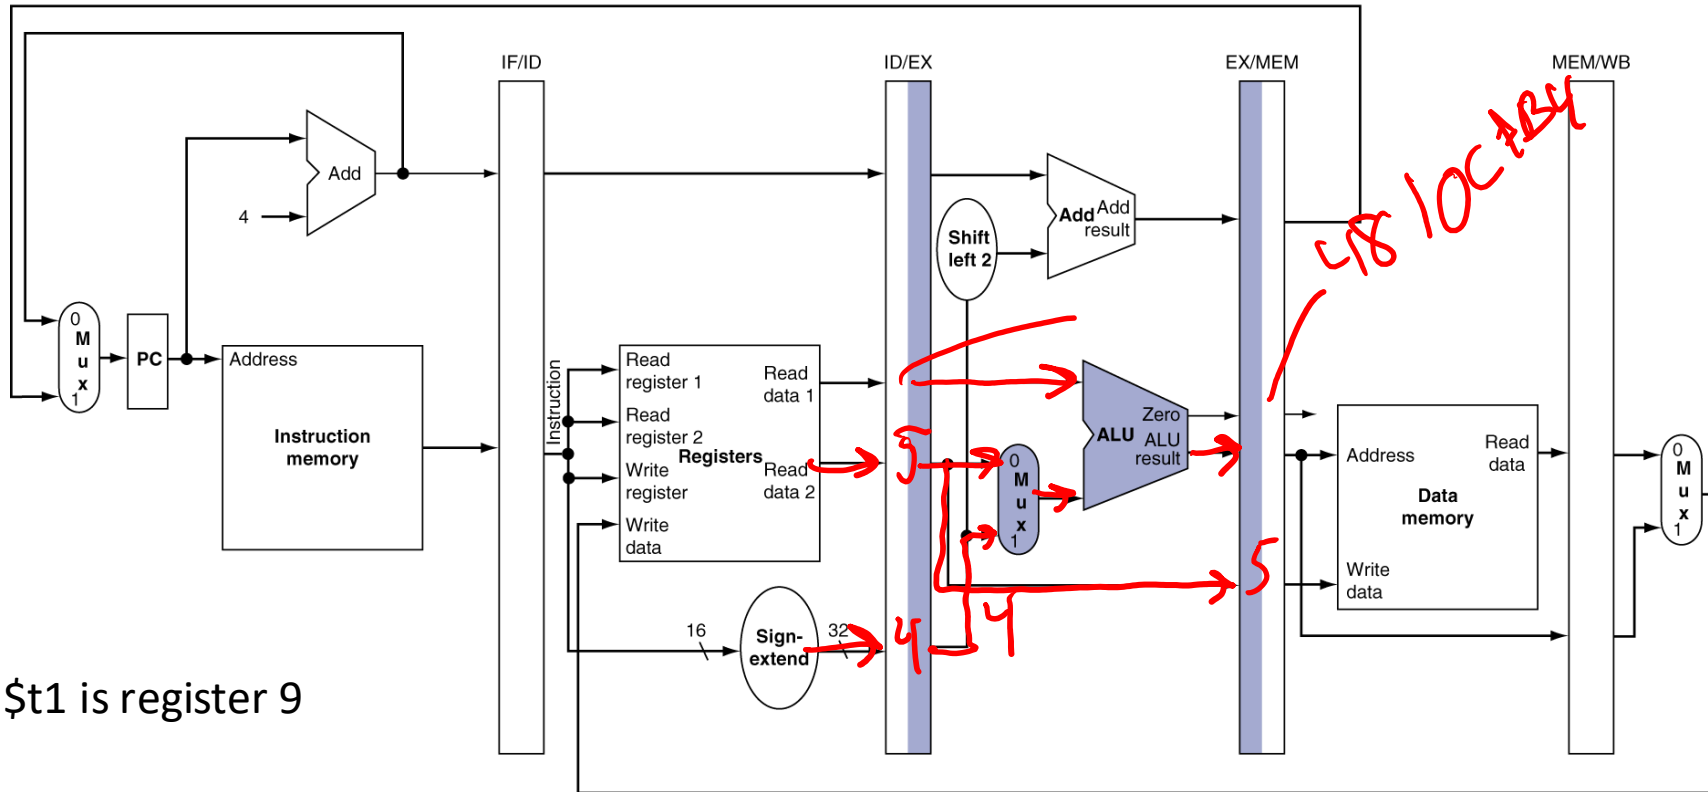 IF/ID
ID/EX
EX/MEM
MEM/WB
Add
4
Add Add
result
Shift
left 2
0
M
u
x
1
PC
Address
Instruction
memory
Instruction
Read
register 1
Read
register 2
Write
register
Write
data
Registers
Read
data 1
Read
data 2
16
Sign-
extend
32
5
4
4
0
M
u
x
1
Zero
ALU
ALU
result
5
Address
Read
data
Data
memory
Write
data
0
M
u
x
1
$t1 is register 9